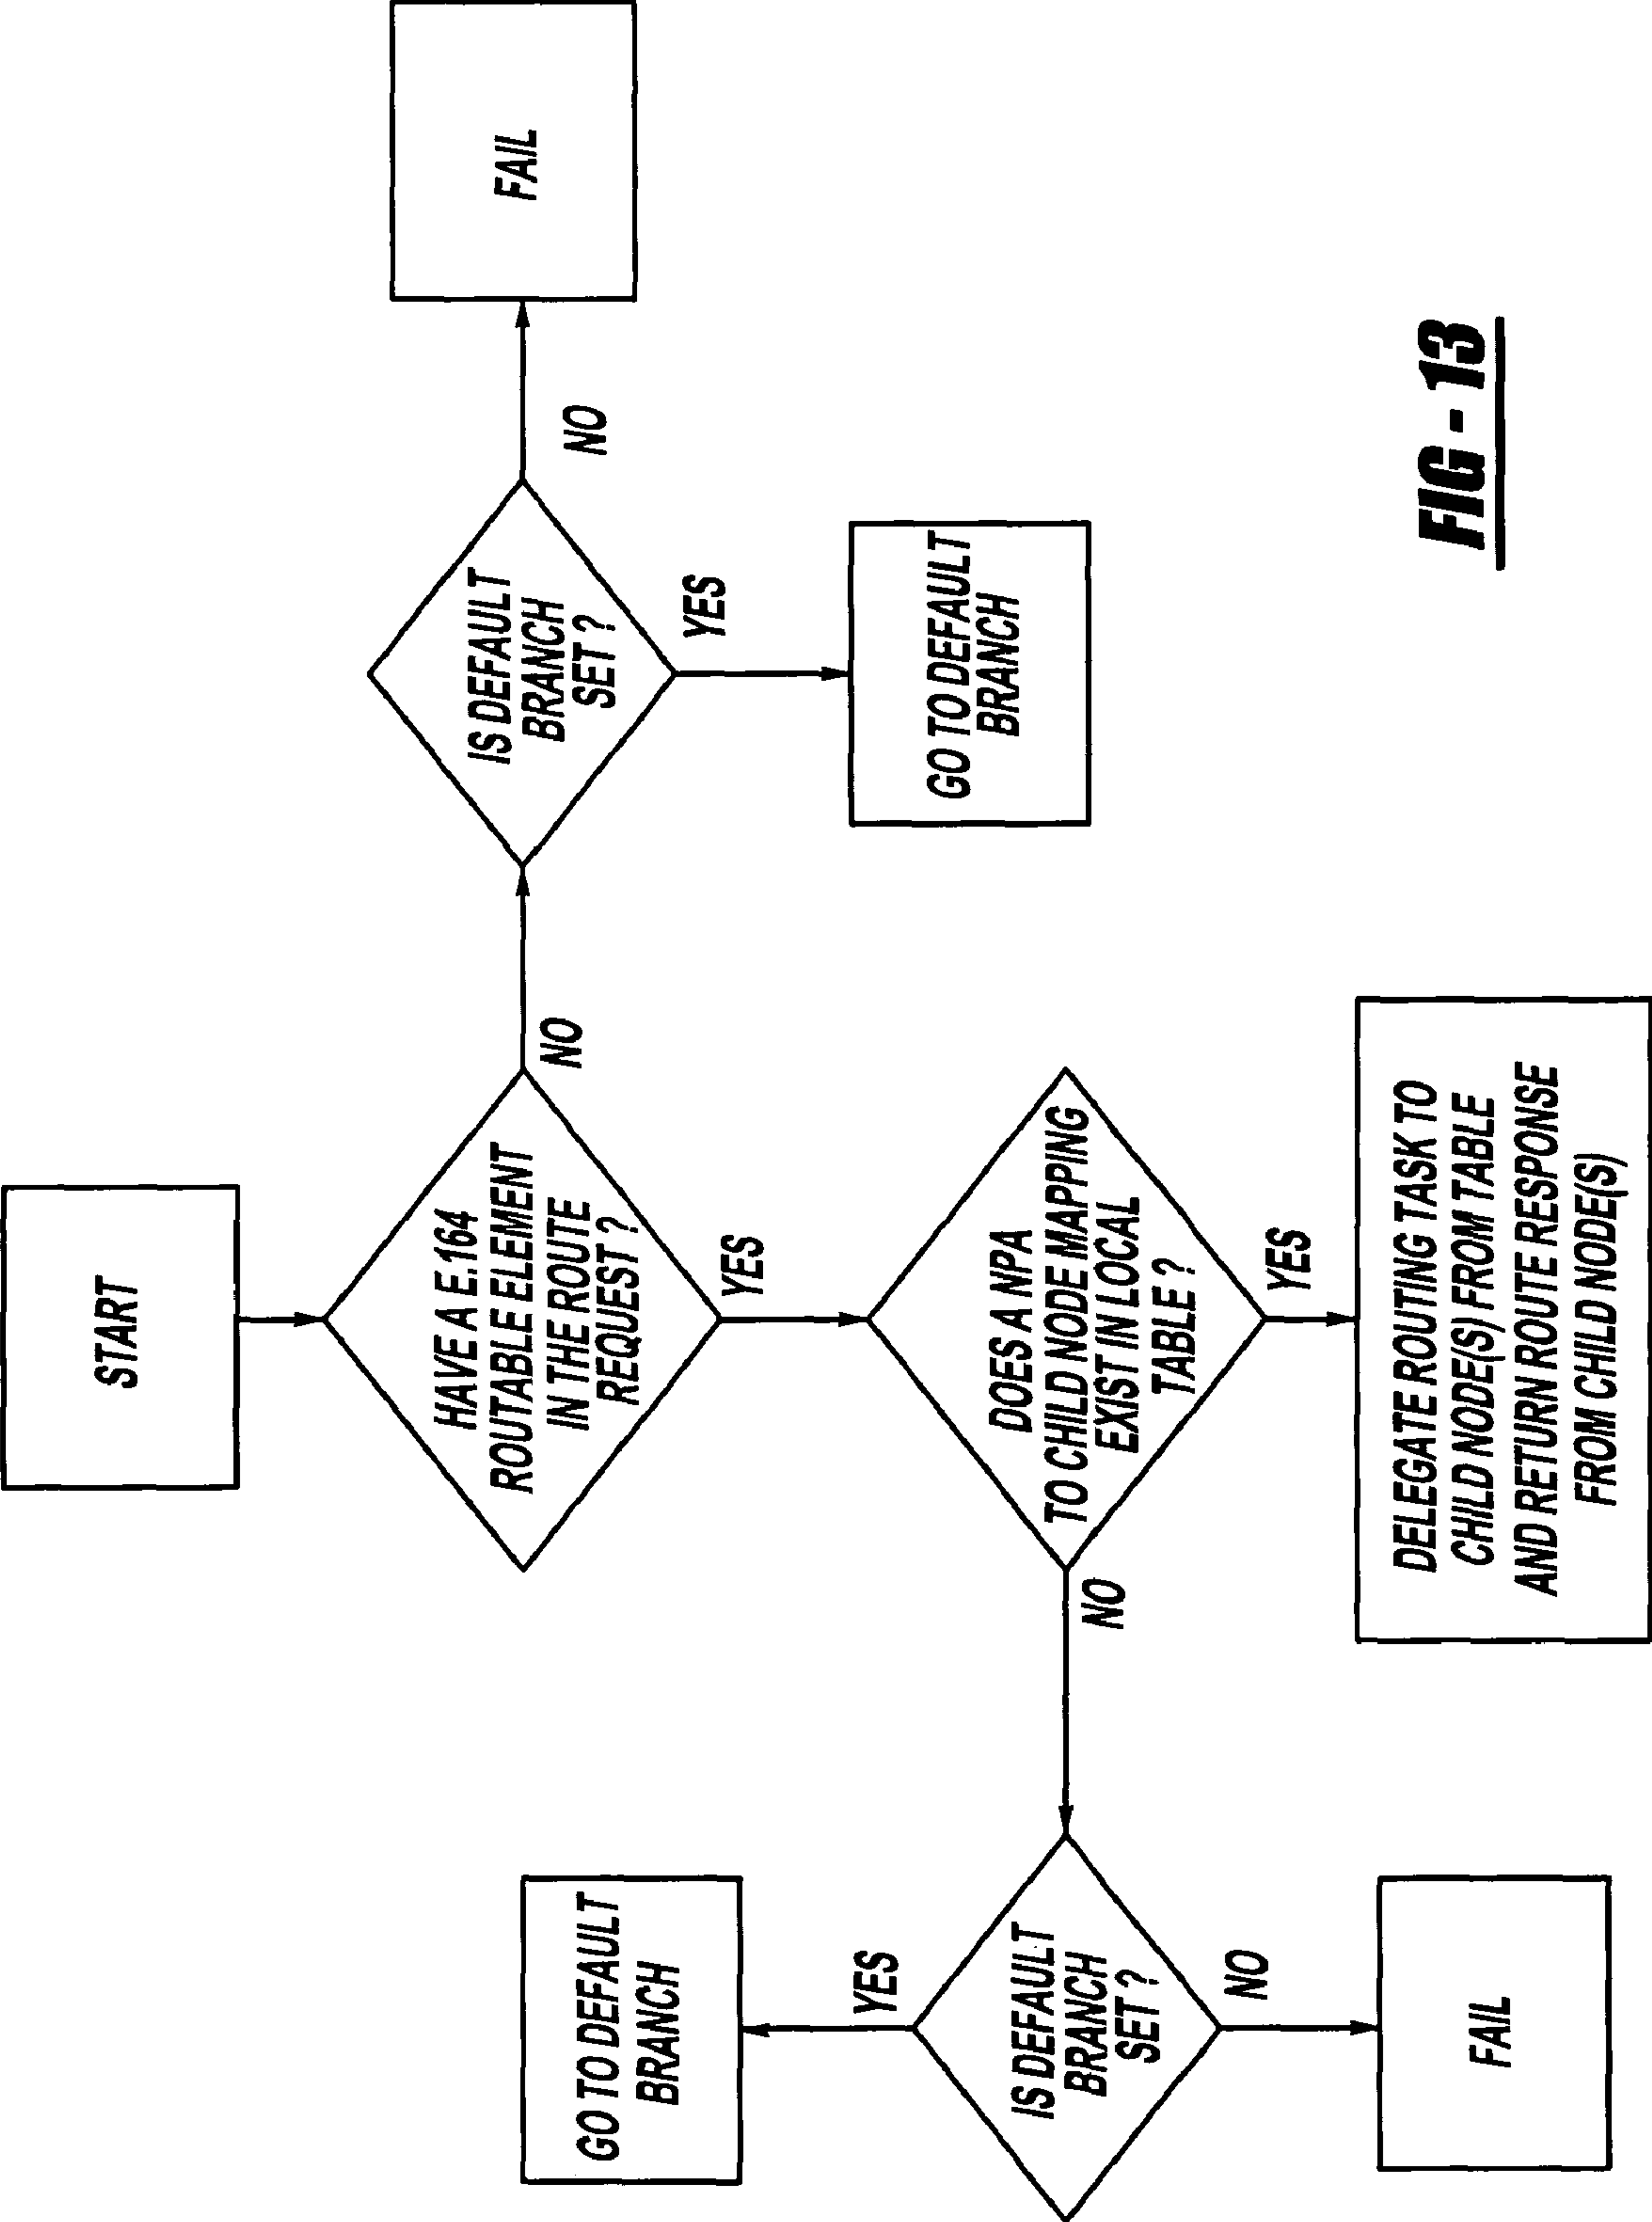 START
HAVE A E.164
ROUTABLE ELEMENT
IN THE ROUTE
REQUEST ?
NO
IS DEFAULT
BRANCH
SET ?
NO
FAIL
YES
GO TO DEFAULT
BRANCH
YES
DOES A NPA
TO CHILD NODE MAPPING
EXIST IN LOCAL
TABLE ?
NO
IS DEFAULT
BRANCH
SET ?
YES
GO TO DEFAULT
BRANCH
NO
FAIL
YES
DELEGATE ROUTING TASK TO
CHILD NODE(S) FROM TABLE
AND RETURN ROUTE RESPONSE
FROM CHILD NODE(S)
FIG - 13